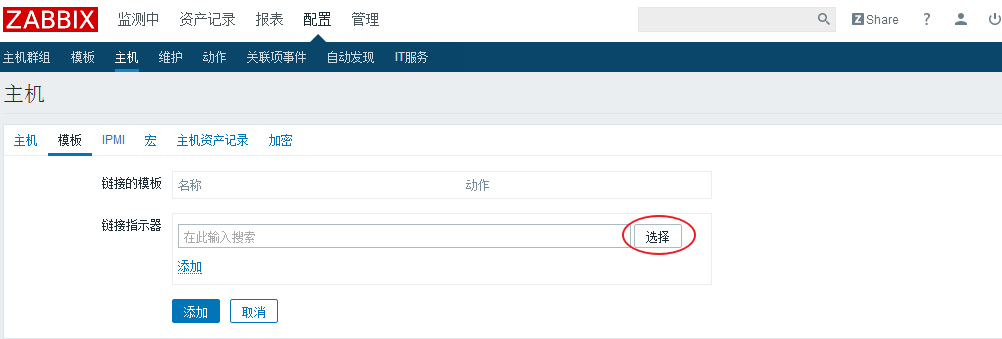 ZABBIX 监测中 资产记录 报表 配置 管理 Z Share ?
主机群组 模板 主机 维护 动作 关联项事件 自动发现 IT服务
主机
主机 模板 IPMI 宏 主机资产记录 加密
链接的模板 名称 动作
链接指示器
在此输入搜索 选择
添加
添加 取消